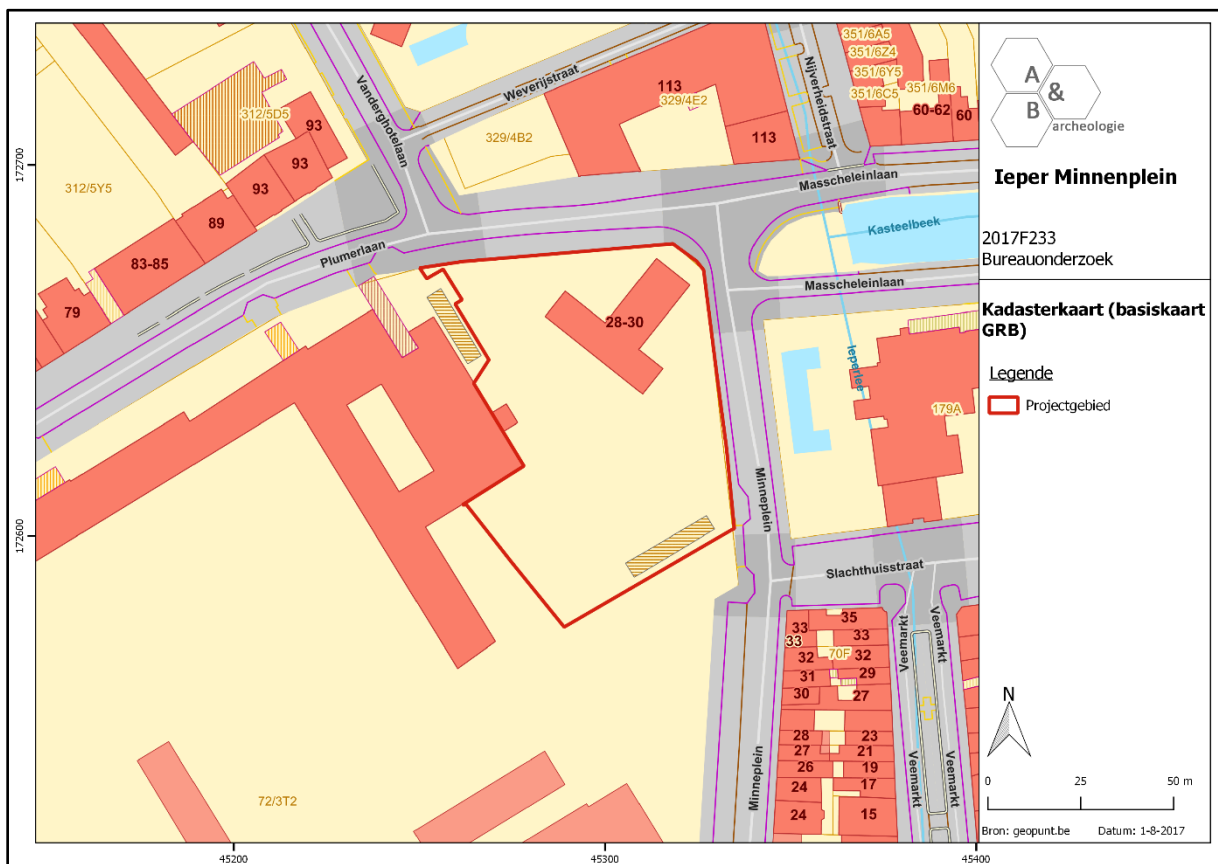 351/6A5
351/6Z4
351/6Y5
351/6C5
351/6M6
60-62
60
Nijverheidstraat
Weverijstraat
Vanderghotelaan
113
329/4E2
113
329/4B2
312/5D5
93
93
93
89
83-85
79
312/5Y5
Plumerlaan
Masscheleinlaan
Kasteelbeek
Masscheleinlaan
Ieperlee
179A
28-30
Minneplein
Slachthuisstraat
Veemarkt
Veemarkt
Veemarkt
Veemarkt
Minneplein
33
33
35
33
32
70F
32
31
29
30
27
28
23
27
21
26
19
24
17
24
15
72/3T2
172700
172600
45200
45300
45400
A
&
B
archeologie
Ieper Minnenplein
2017F233
Bureauonderzoek
Kadasterkaart (basiskaart
GRB)
Legende
Projectgebied
N
0 25 50 m
Bron: geopunt.be Datum: 1-8-2017